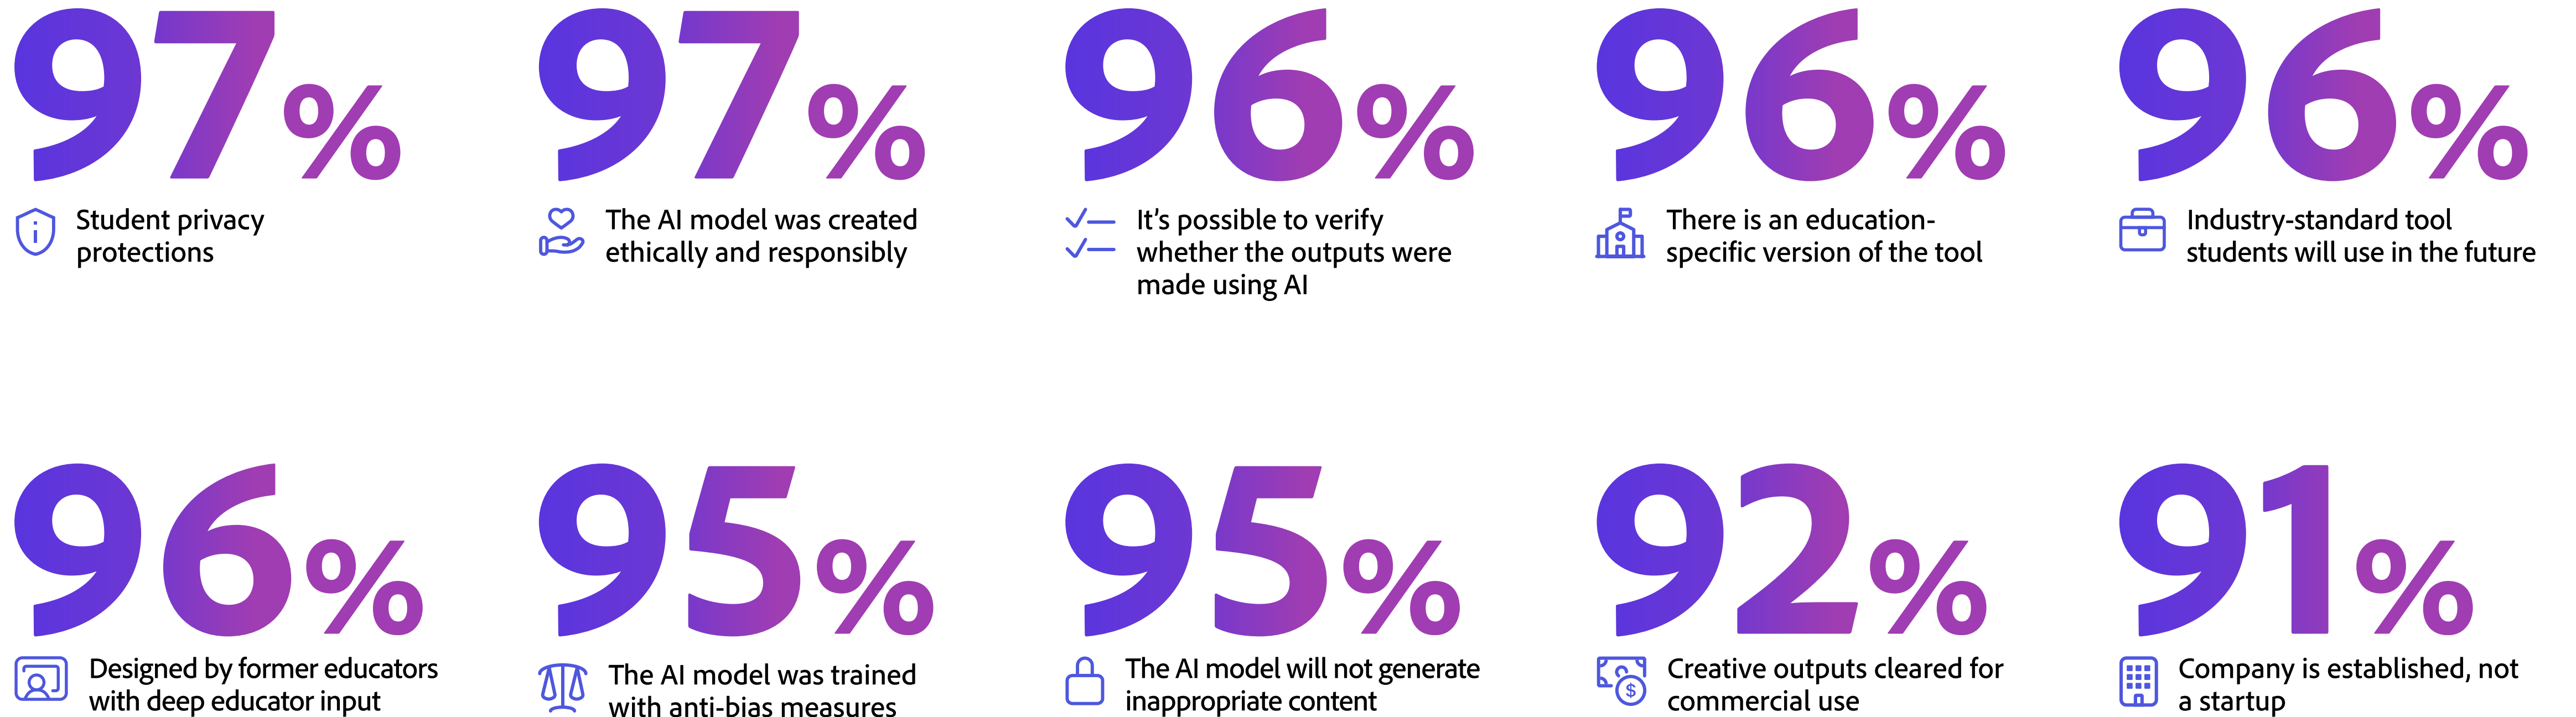 97%
Student privacy
protections
97%
The AI model was created
ethically and responsibly
96%
It’s possible to verify
whether the outputs were
made using AI
96%
There is an education-
specific version of the tool
96%
Industry-standard tool
students will use in the future
96%
Designed by former educators
with deep educator input
95%
The AI model was trained
with anti-bias measures
95%
The AI model will not generate
inappropriate content
92%
Creative outputs cleared for
commercial use
91%
Company is established, not
a startup